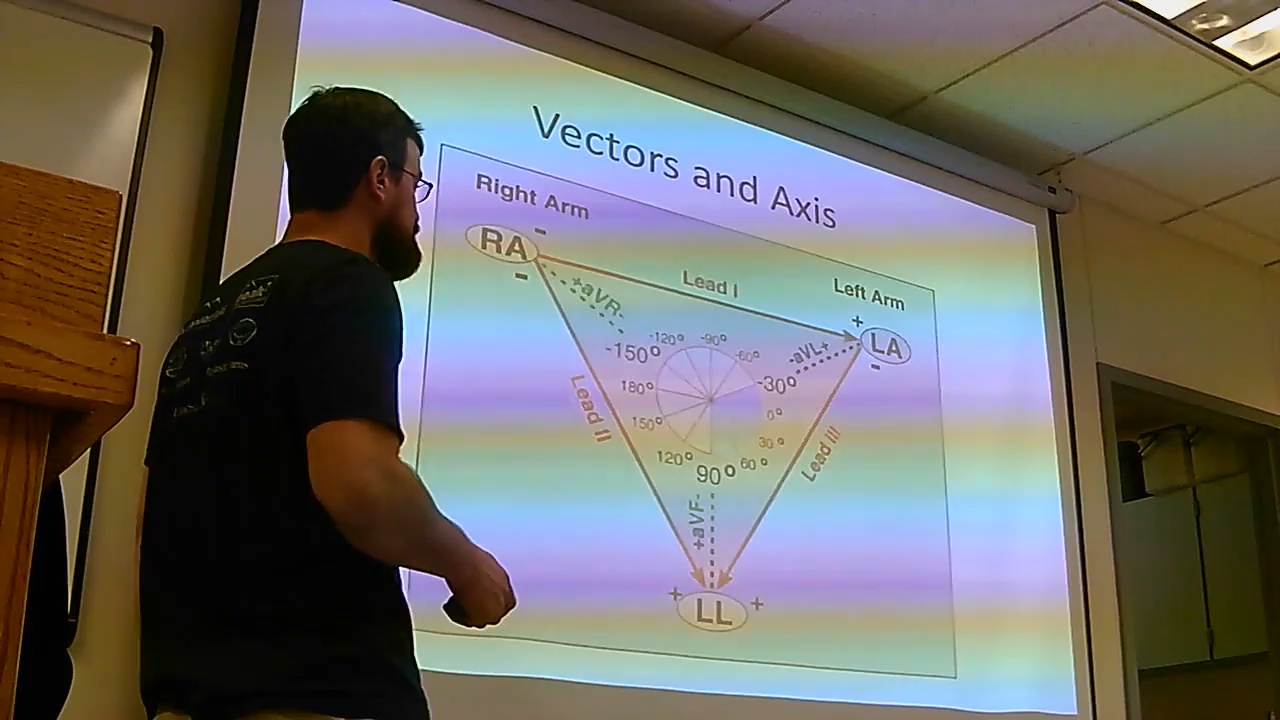 Vectors and Axis
Right Arm
RA
-
-
Lead I
Left Arm
+
LA
-
+aVR-
-aVL+
-120° -90° -60°
-150°
-30°
180°
0°
150°
30°
120° 90° 60°
Lead II
Lead III
+aVF-
+ LL +